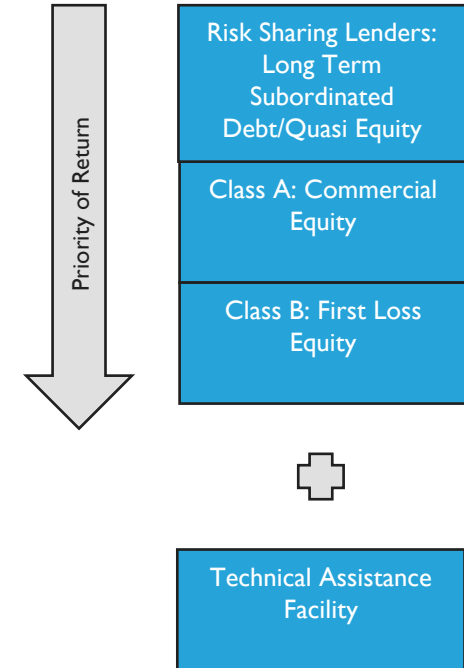 Priority of Return
Risk Sharing Lenders:
Long Term
Subordinated
Debt/Quasi Equity
Class A: Commercial
Equity
Class B: First Loss
Equity
Technical Assistance
Facility